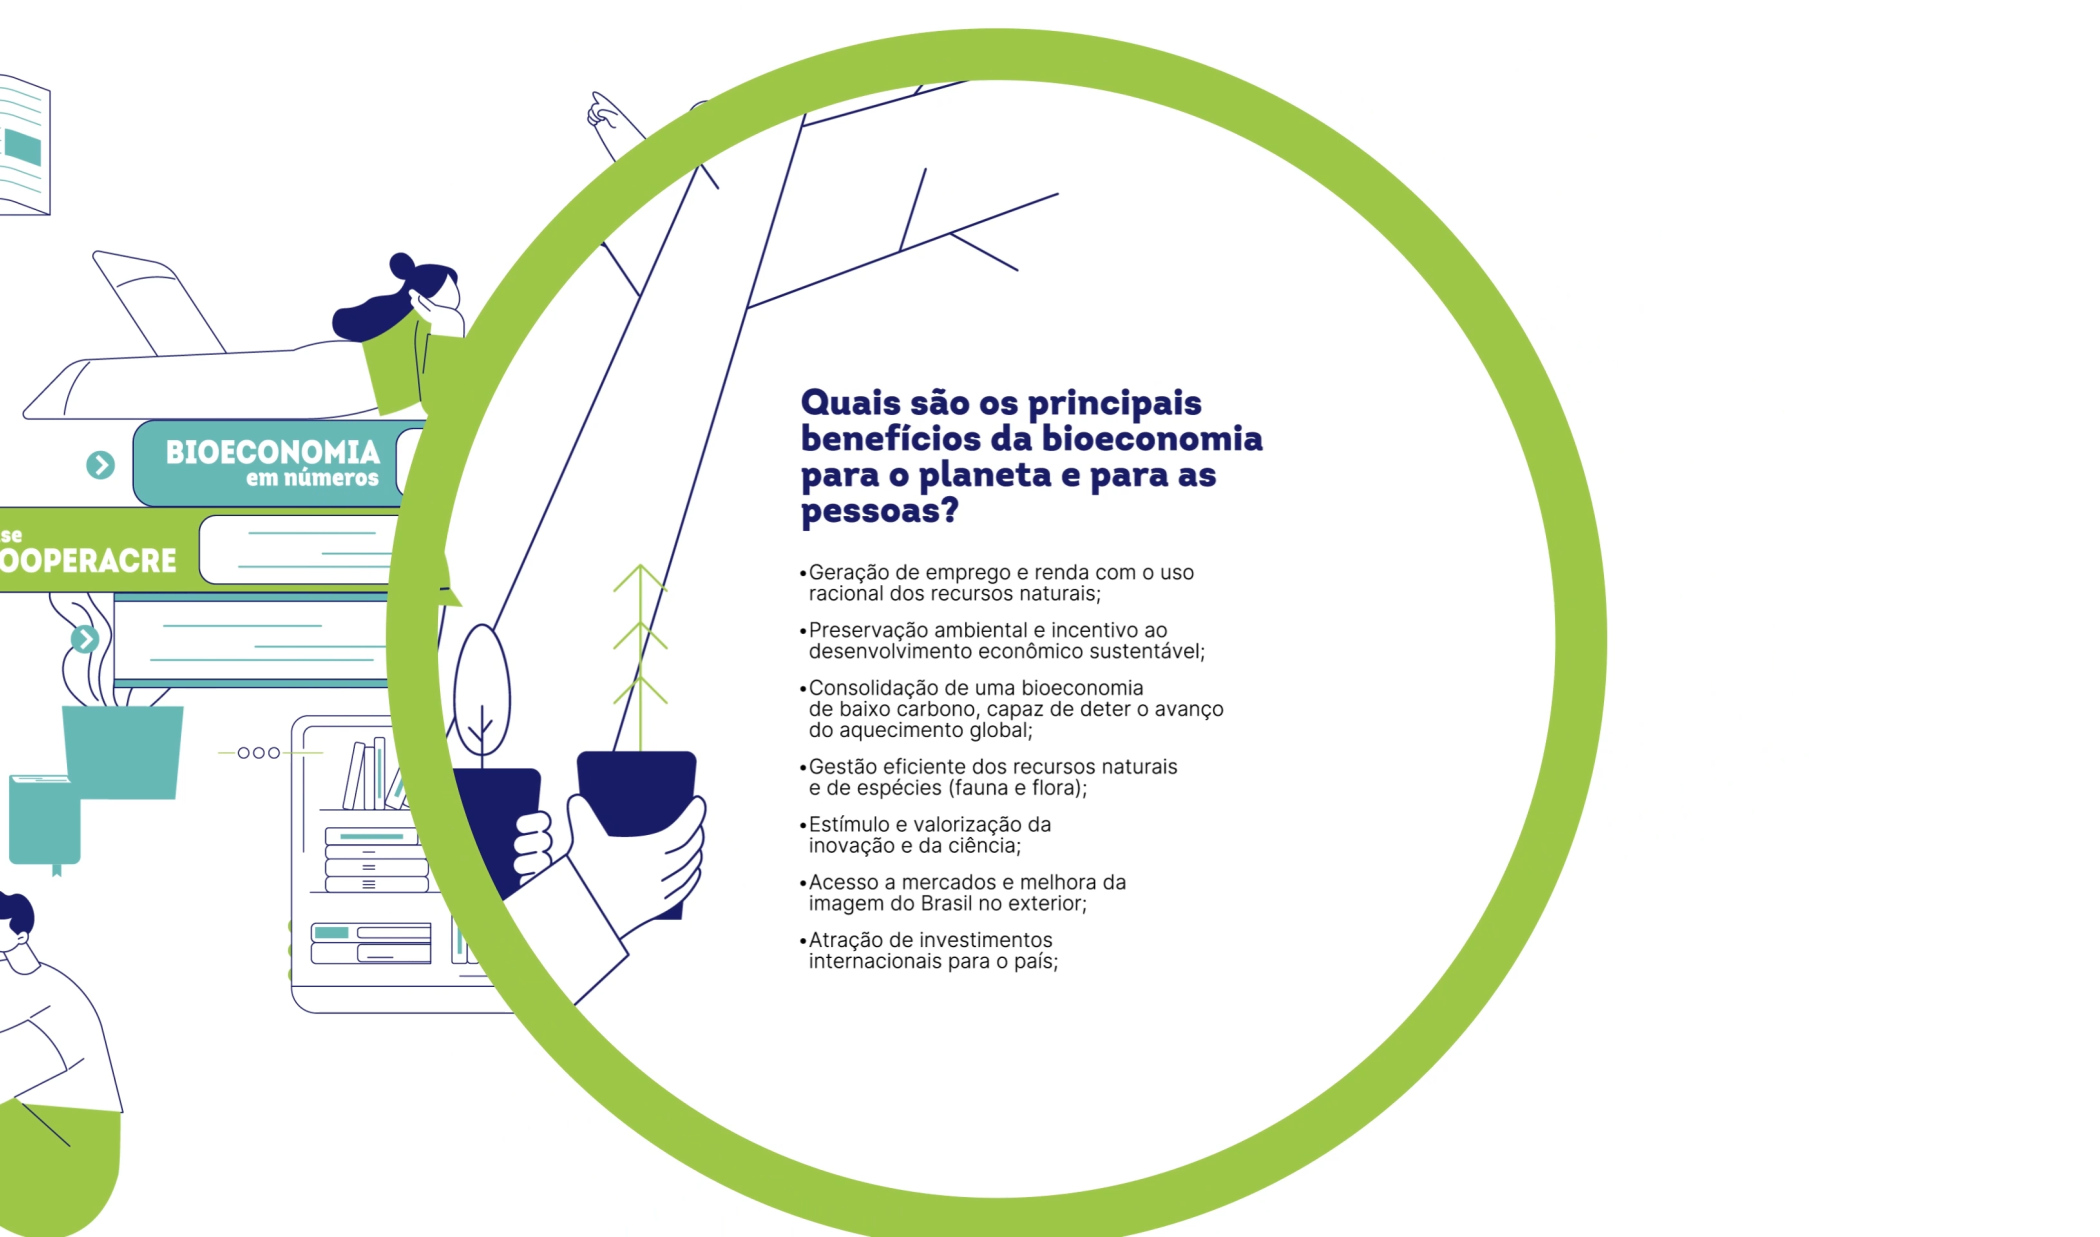 BIOECONOMIA
em números
se
OOPERACRE
Quais são os principais
benefícios da bioeconomia
para o planeta e para as
pessoas?
•Geração de emprego e renda com o uso
racional dos recursos naturais;
•Preservação ambiental e incentivo ao
desenvolvimento econômico sustentável;
•Consolidação de uma bioeconomia
de baixo carbono, capaz de deter o avanço
do aquecimento global;
•Gestão eficiente dos recursos naturais
e de espécies (fauna e flora);
•Estímulo e valorização da
inovação e da ciência;
•Acesso a mercados e melhora da
imagem do Brasil no exterior;
•Atração de investimentos
internacionais para o país;